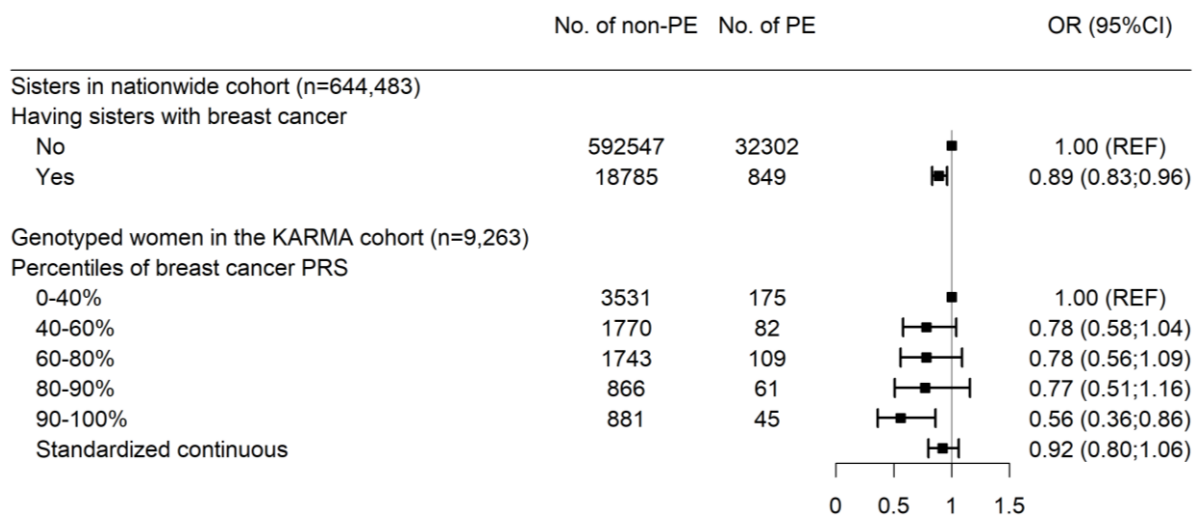 No. of non-PE No. of PE OR (95%CI)
Sisters in nationwide cohort (n=644,483)
Having sisters with breast cancer
No 592547 32302 1.00 (REF)
Yes 18785 849 0.89 (0.83;0.96)
Genotyped women in the KARMA cohort (n=9,263)
Percentiles of breast cancer PRS
0-40% 3531 175 1.00 (REF)
40-60% 1770 82 0.78 (0.58;1.04)
60-80% 1743 109 0.78 (0.56;1.09)
80-90% 866 61 0.77 (0.51;1.16)
90-100% 881 45 0.56 (0.36;0.86)
Standardized continuous 0.92 (0.80;1.06)
0 0.5 1 1.5